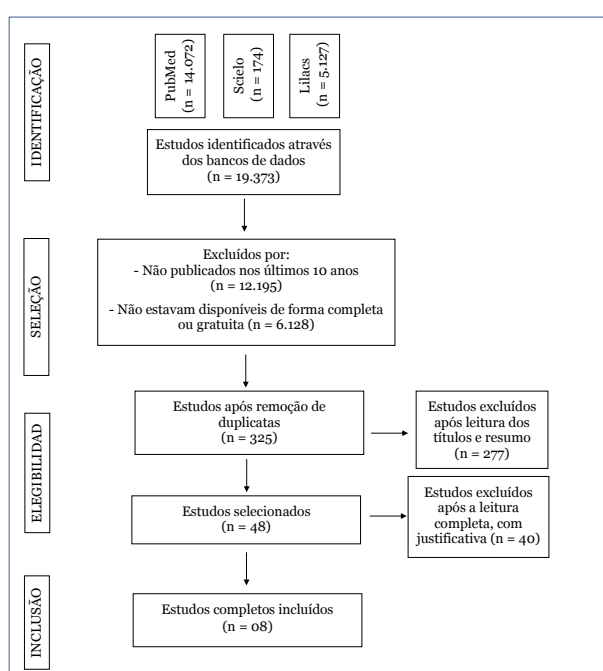 IDENTIFICAÇÃO
PubMed
(n = 14.072)
Scielo
(n = 174)
Lilacs
(n = 5.127)
Estudos identificados através
dos bancos de dados
(n = 19.373)
SELEÇÃO
Excluídos por:
- Não publicados nos últimos 10 anos
(n = 12.195)
- Não estavam disponíveis de forma completa
ou gratuita (n = 6.128)
ELEGIBILIDAD
Estudos após remoção de
duplicatas
(n = 325)
Estudos excluídos
após leitura dos
títulos e resumo
(n = 277)
Estudos selecionados
(n = 48)
Estudos excluídos
após a leitura
completa, com
justificativa (n = 40)
INCLUSÃO
Estudos completos incluídos
(n = 08)